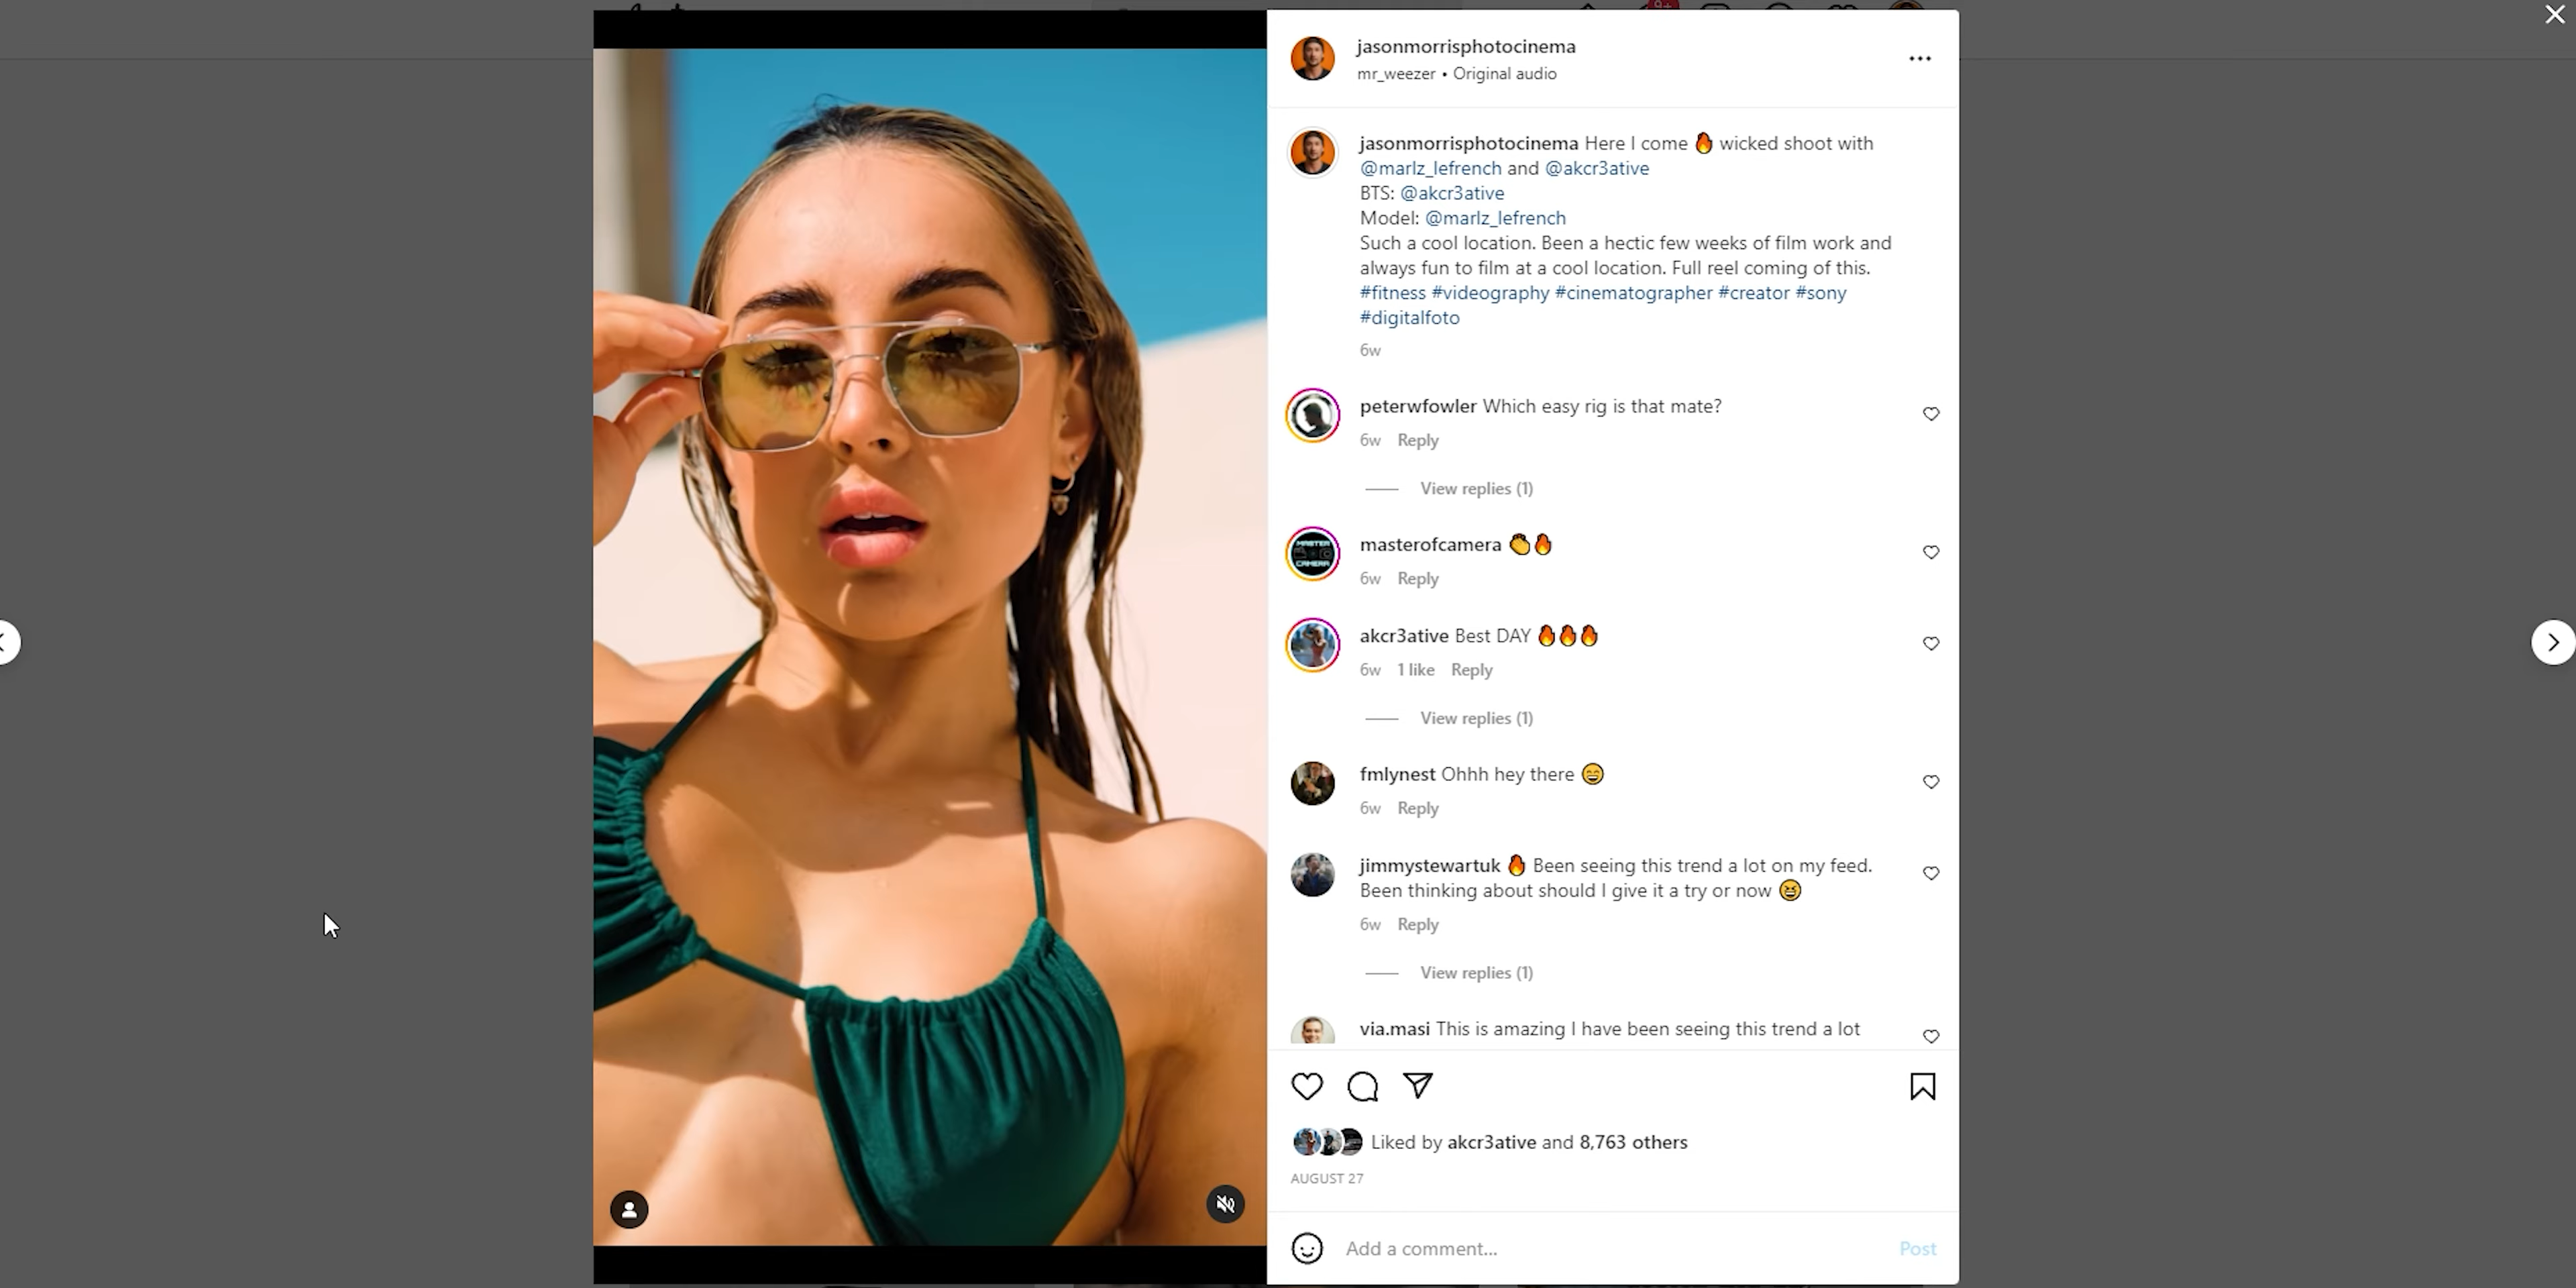 jasonmorrisphotocinema
mr_weezer • Original audio
jasonmorrisphotocinema Here I come 🔥 wicked shoot with
@marlz_lefrench and @akcr3ative
BTS: @akcr3ative
Model: @marlz_lefrench
Such a cool location. Been a hectic few weeks of film work and
always fun to film at a cool location. Full reel coming of this.
#fitness #videography #cinematographer #creator #sony
#digitalfoto
6w
peterwfowler Which easy rig is that mate?
6w Reply
View replies (1)
MASTER
CAMERA
masterofcamera 👏🔥
6w Reply
akcr3ative Best DAY 🔥🔥🔥
6w 1 like Reply
View replies (1)
fmlynest Ohhh hey there 😄
6w Reply
jimmystewartuk 🔥 Been seeing this trend a lot on my feed.
Been thinking about should I give it a try or now 😆
6w Reply
View replies (1)
via.masi This is amazing I have been seeing this trend a lot
Liked by akcr3ative and 8,763 others
AUGUST 27
Add a comment...
Post